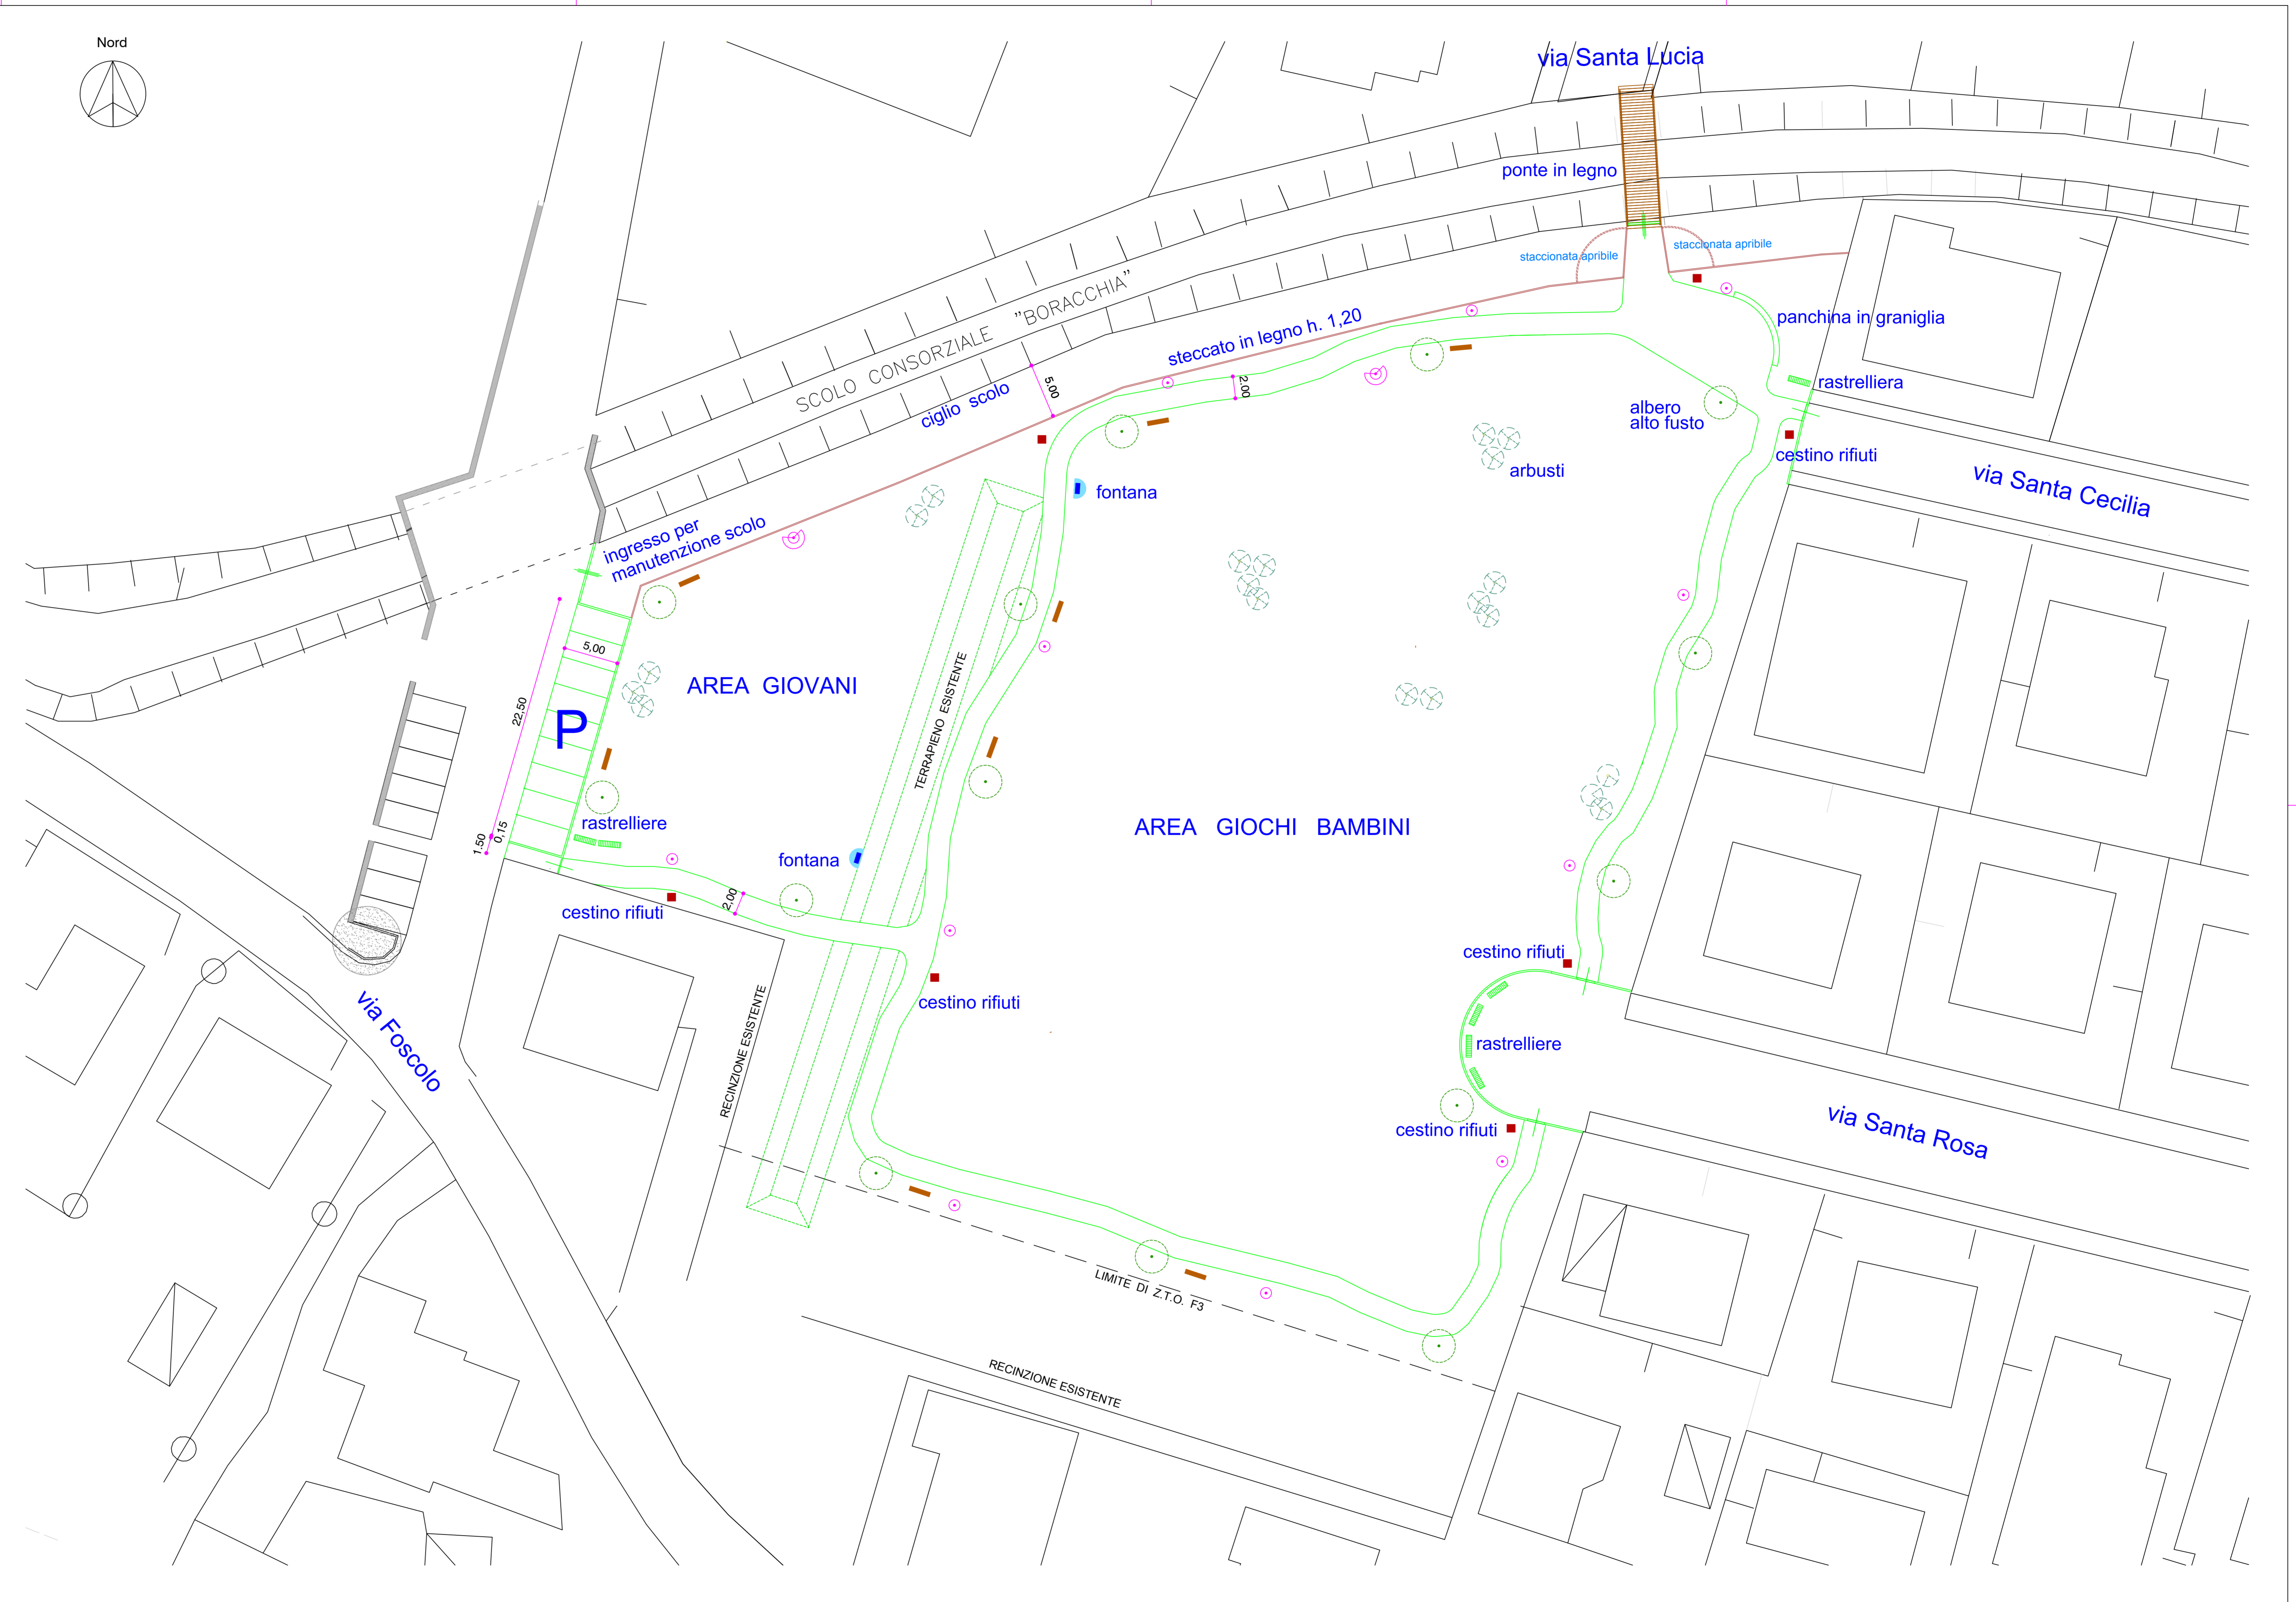 Nord
via Santa Lucia
ponte in legno
staccionata apribile
staccionata apribile
SCOLO CONSORZIALE "BORACCHIA"
steccato in legno h. 1,20
panchina in graniglia
rastrelliera
5.00
2.00
ciglio scolo
albero
alto fusto
cestino rifiuti
arbusti
via Santa Cecilia
fontana
ingresso per
manutenzione scolo
5,00
22,50
AREA GIOVANI
P
TERRAPIENO ESISTENTE
AREA GIOCHI BAMBINI
rastrelliere
1.50
0,15
fontana
2,00
cestino rifiuti
cestino rifiuti
cestino rifiuti
via Foscolo
RECINZIONE ESISTENTE
rastrelliere
cestino rifiuti
via Santa Rosa
LIMITE DI Z.T.O. F3
RECINZIONE ESISTENTE